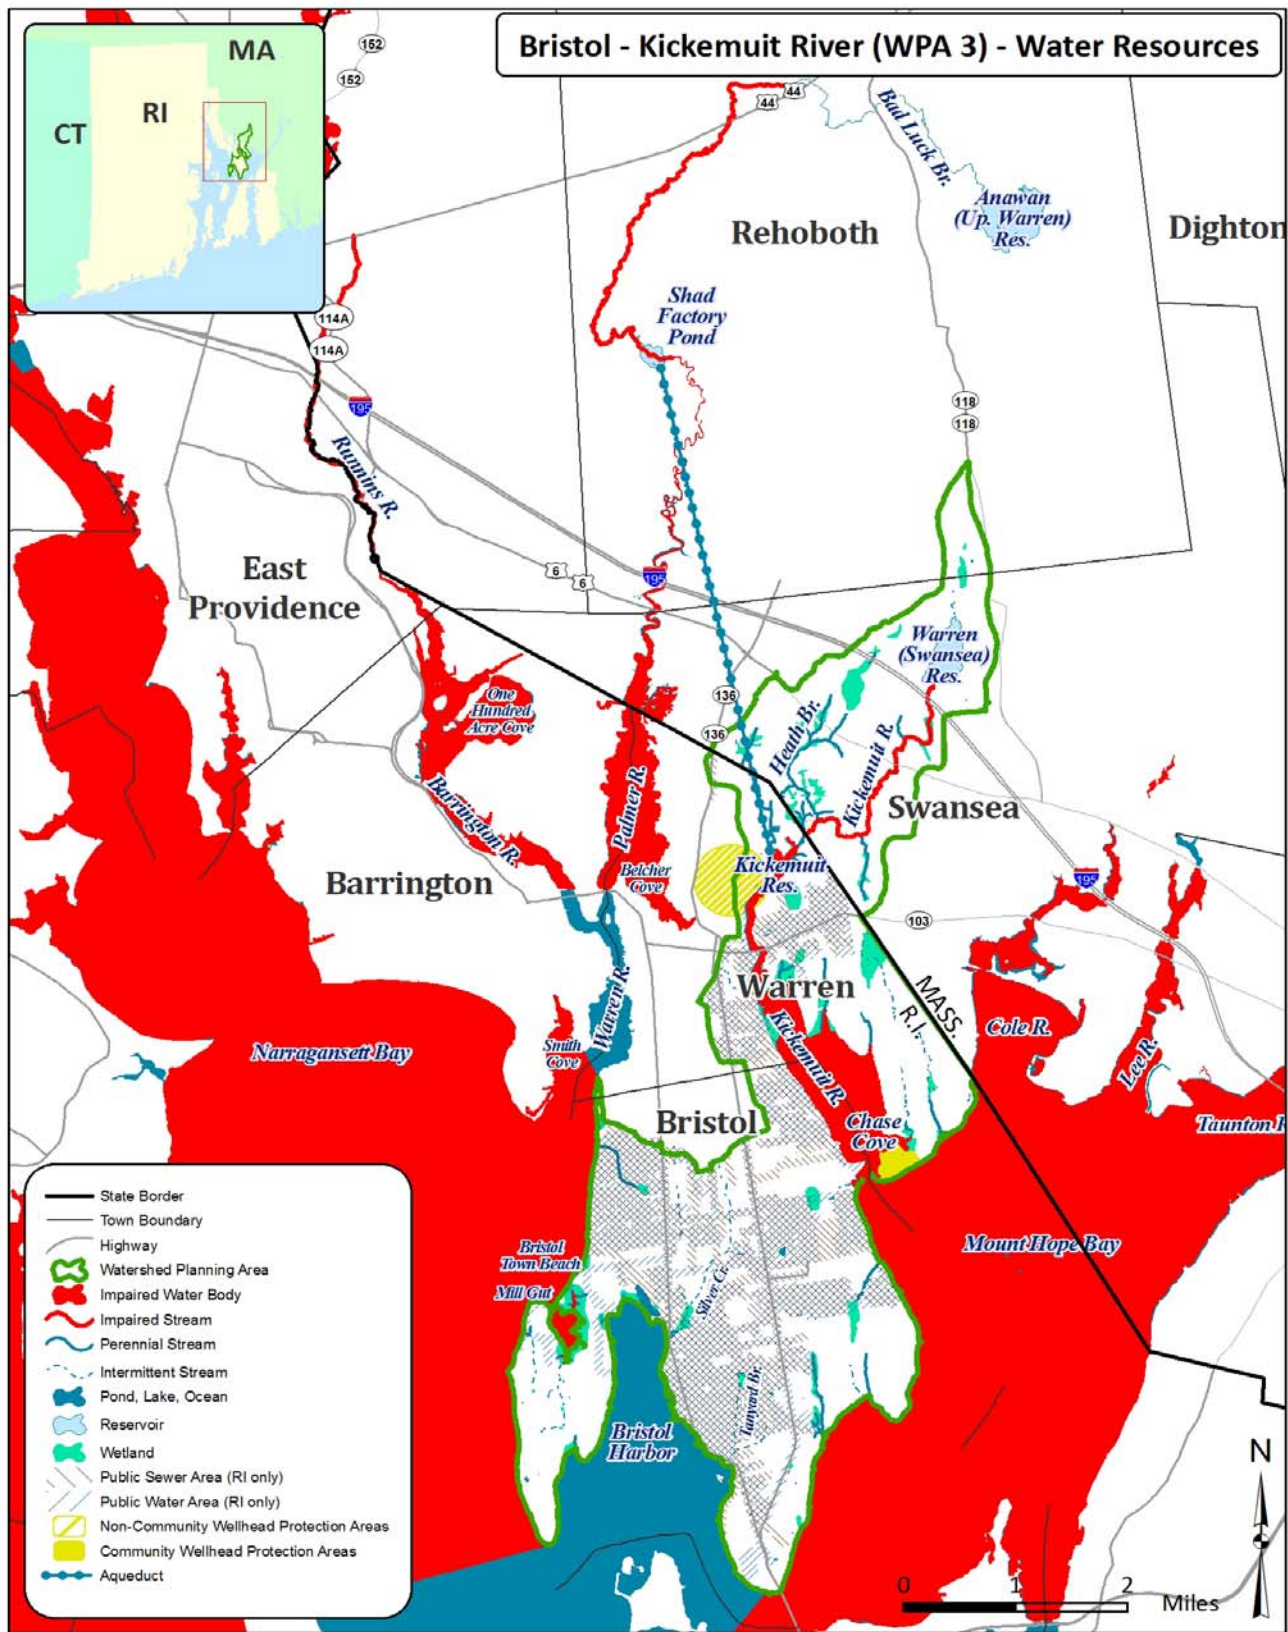 Bristol - Kickemuit River (WPA 3) - Water Resources
MA
RI
CT
152
152
44
44
Bad Luck Br.
Anawan
(Up. Warren)
Res.
Rehoboth
Dighton
Shad
Factory
Pond
114A
114A
195
118
118
Runnins R.
East
Providence
6
6
195
Warren
(Swansea)
Res.
136
136
One
Hundred
Acre Cove
Heath Br.
Kickemuit R.
Swansea
Palmer R.
Barrington R.
Barrington
Belcher
Cove
Kickemuit
Res.
195
103
Warren
MASS.
R.I.
Warren R.
Kickemuit R.
Cole R.
Lee R.
Narragansett Bay
Smith
Cove
Bristol
Chase
Cove
Taunton R
Mount Hope Bay
Bristol
Town Beach
Mill Gut
Silver Cr.
Tanyard Br.
Bristol
Harbor
State Border
Town Boundary
Highway
Watershed Planning Area
Impaired Water Body
Impaired Stream
Perennial Stream
Intermittent Stream
Pond, Lake, Ocean
Reservoir
Wetland
Public Sewer Area (RI only)
Public Water Area (RI only)
Non-Community Wellhead Protection Areas
Community Wellhead Protection Areas
Aqueduct
N
0 1 2
Miles